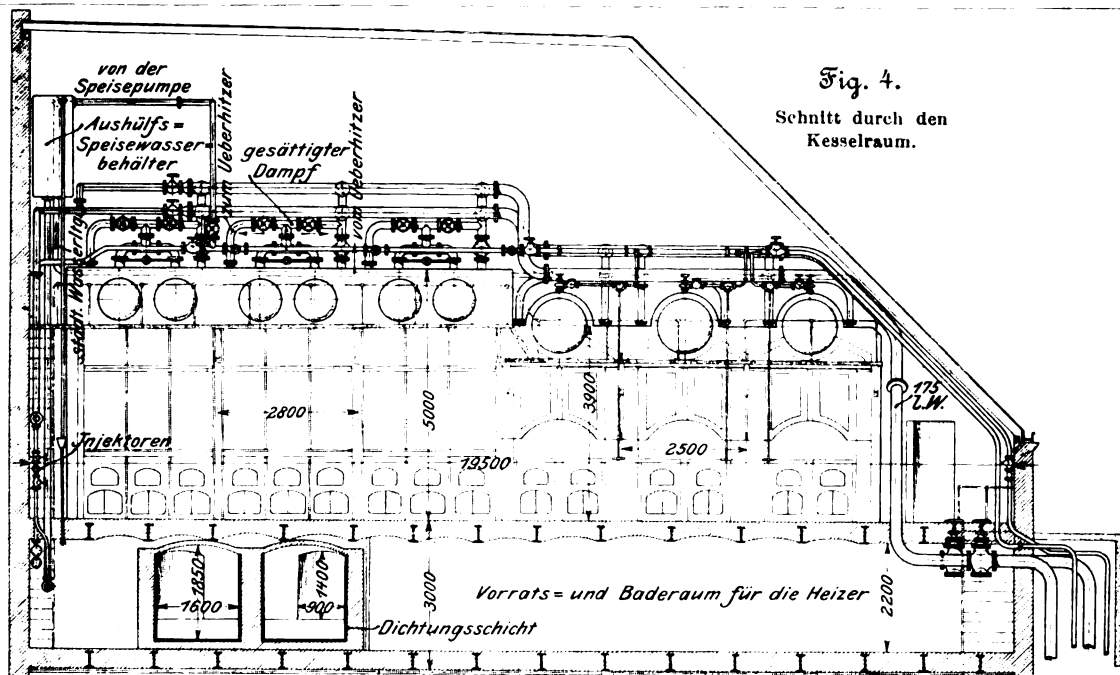 Fig. 4.
Schnitt durch den
Kesselraum.
von der
Speisepumpe
Aushülfs=
Speisewasser=
behälter
zum Ueberhitzer
gesättigter
Dampf
vom Ueberhitzer
städt. Wasserltg.
Injektoren
2800
5000
19500
3900
2500
175
l.W.
1850
1600
1400
900
Dichtungsschicht
3000
Vorrats= und Baderaum für die Heizer
2200